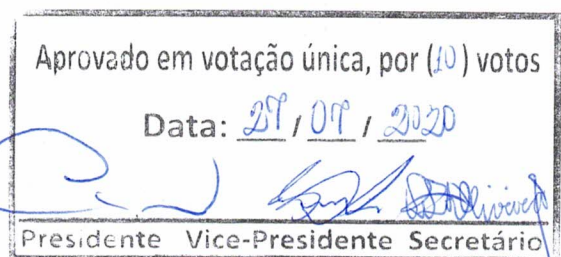 Aprovado em votação única, por (10) votos
Data: 27 / 07 / 2020
Presidente Vice-Presidente Secretário